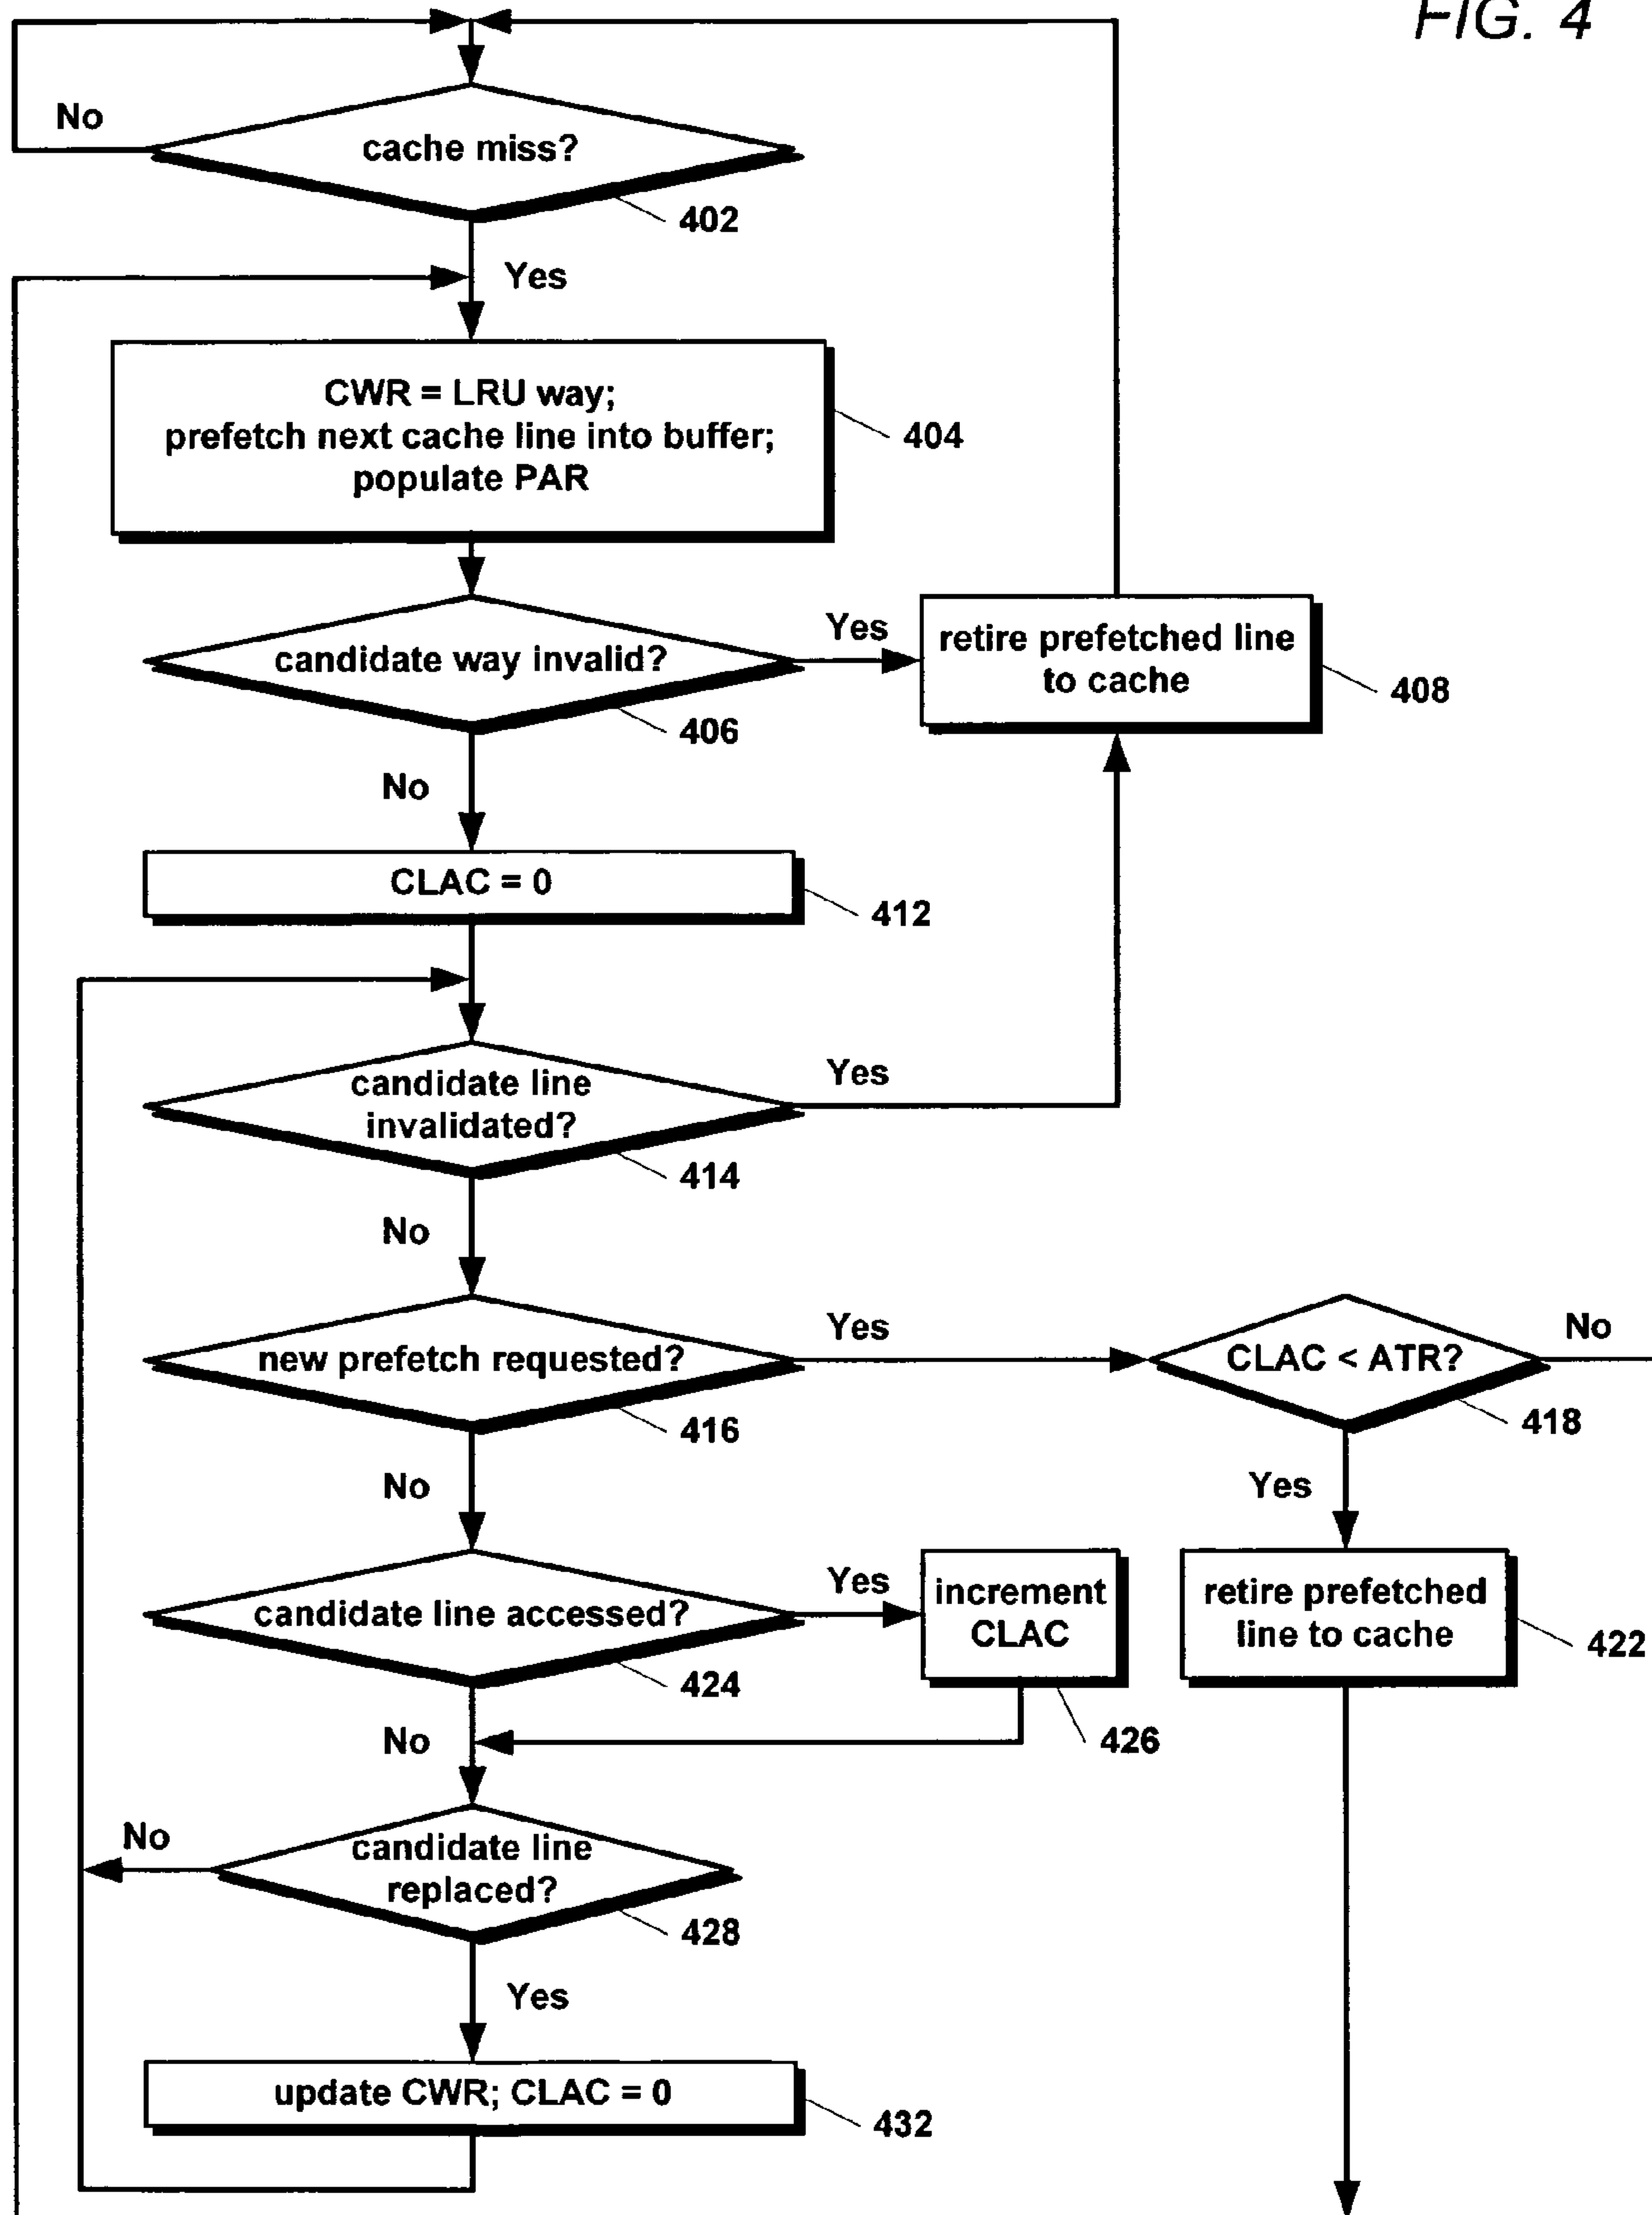 FIG. 4
No
cache miss?
402
Yes
CWR = LRU way;
prefetch next cache line into buffer;
populate PAR
404
candidate way invalid?
406
Yes
retire prefetched line
to cache
408
No
CLAC = 0
412
candidate line
invalidated?
414
Yes
No
new prefetch requested?
416
Yes
CLAC < ATR?
418
No
No
Yes
candidate line accessed?
424
Yes
increment
CLAC
426
retire prefetched
line to cache
422
No
candidate line
replaced?
428
No
Yes
update CWR; CLAC = 0
432